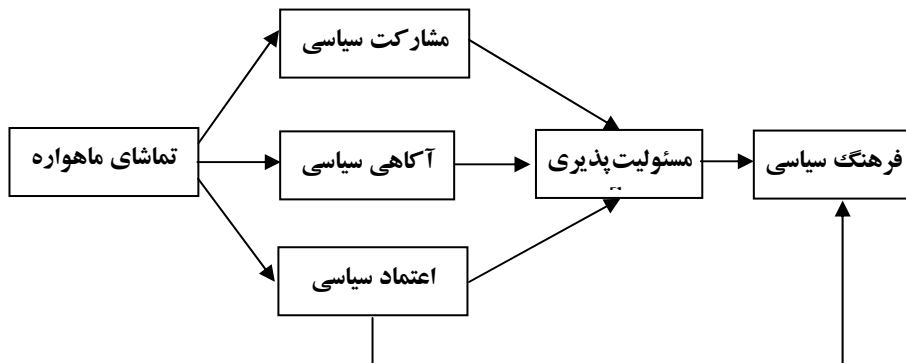 مشارکت سیاسی
تماشای ماهواره
آگاهی سیاسی
مسئولیت‌پذیری
فرهنگ سیاسی
اعتماد سیاسی